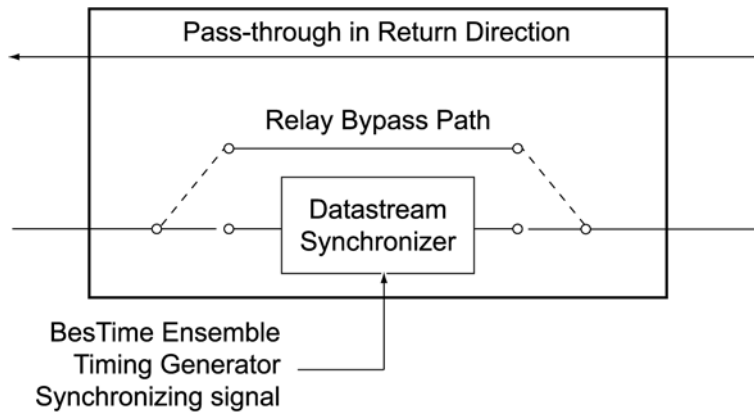 Pass-through in Return Direction
Relay Bypass Path
Datastream
Synchronizer
BesTime Ensemble
Timing Generator
Synchronizing signal